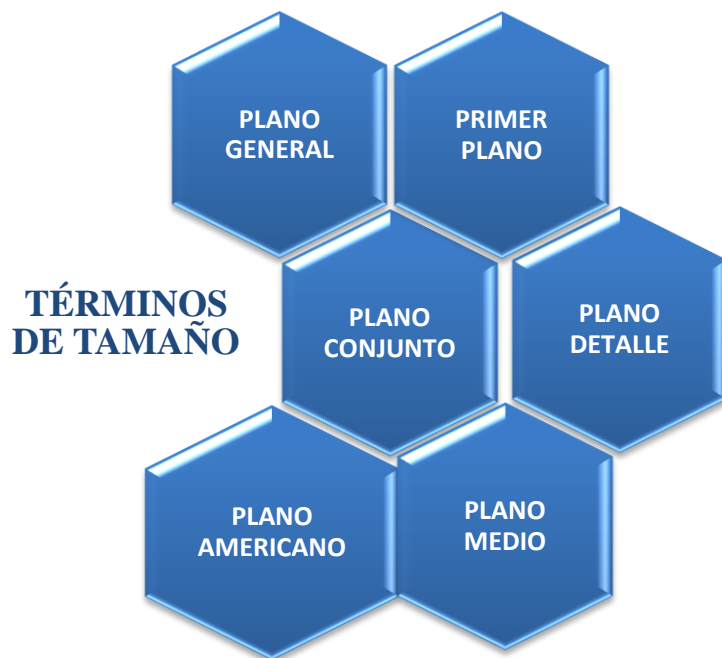 PLANO
GENERAL
PRIMER
PLANO
TÉRMINOS
DE TAMAÑO
PLANO
CONJUNTO
PLANO
DETALLE
PLANO
AMERICANO
PLANO
MEDIO